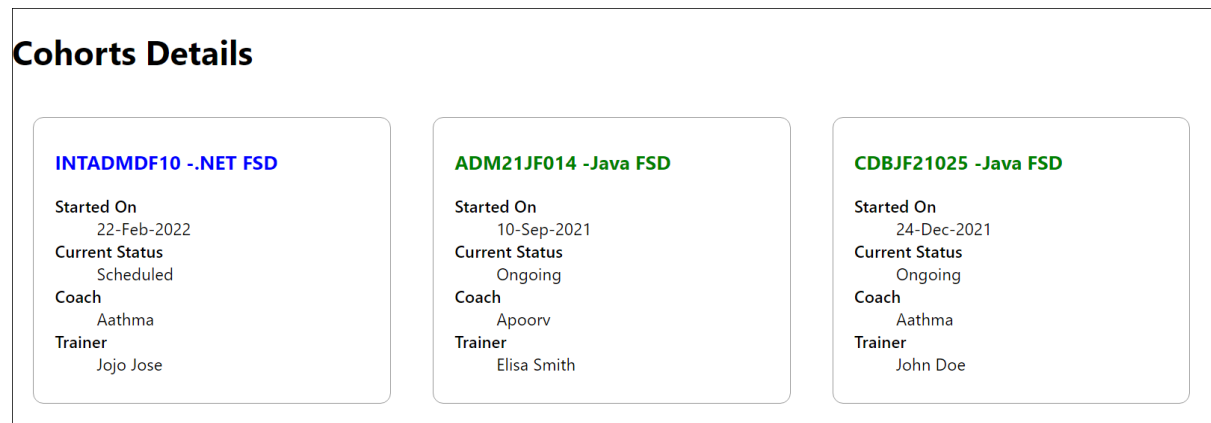 Cohorts Details
INTADMDF10 -.NET FSD
Started On
22-Feb-2022
Current Status
Scheduled
Coach
Aathma
Trainer
Jojo Jose
ADM21JF014 -Java FSD
Started On
10-Sep-2021
Current Status
Ongoing
Coach
Apoorv
Trainer
Elisa Smith
CDBJF21025 -Java FSD
Started On
24-Dec-2021
Current Status
Ongoing
Coach
Aathma
Trainer
John Doe